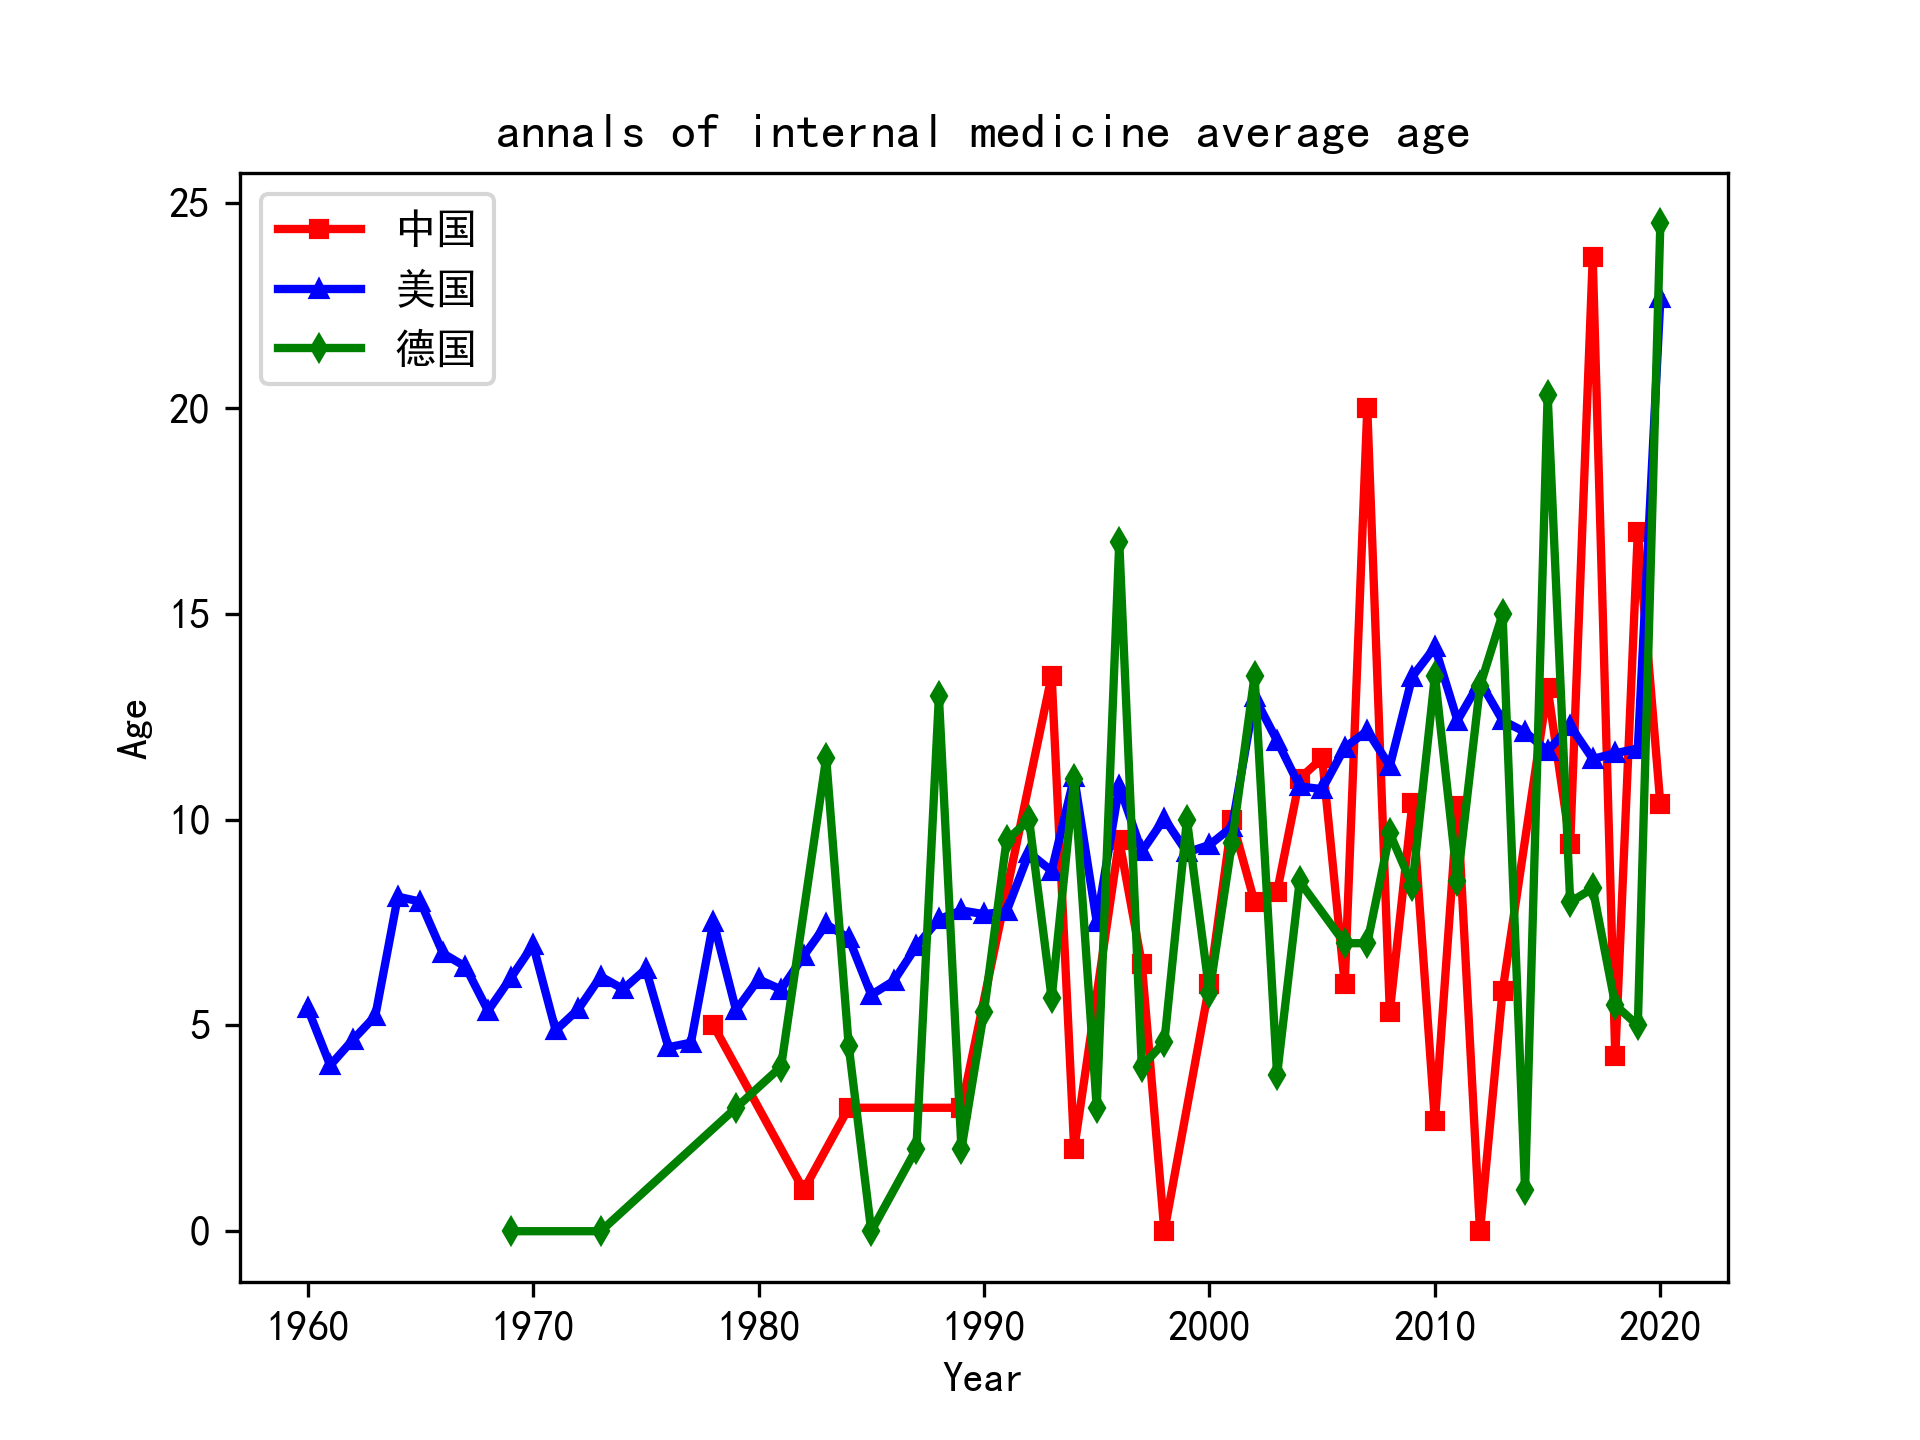 annals of internal medicine average age
中国
美国
德国
25
20
15
10
5
0
Age
1960 1970 1980 1990 2000 2010 2020
Year